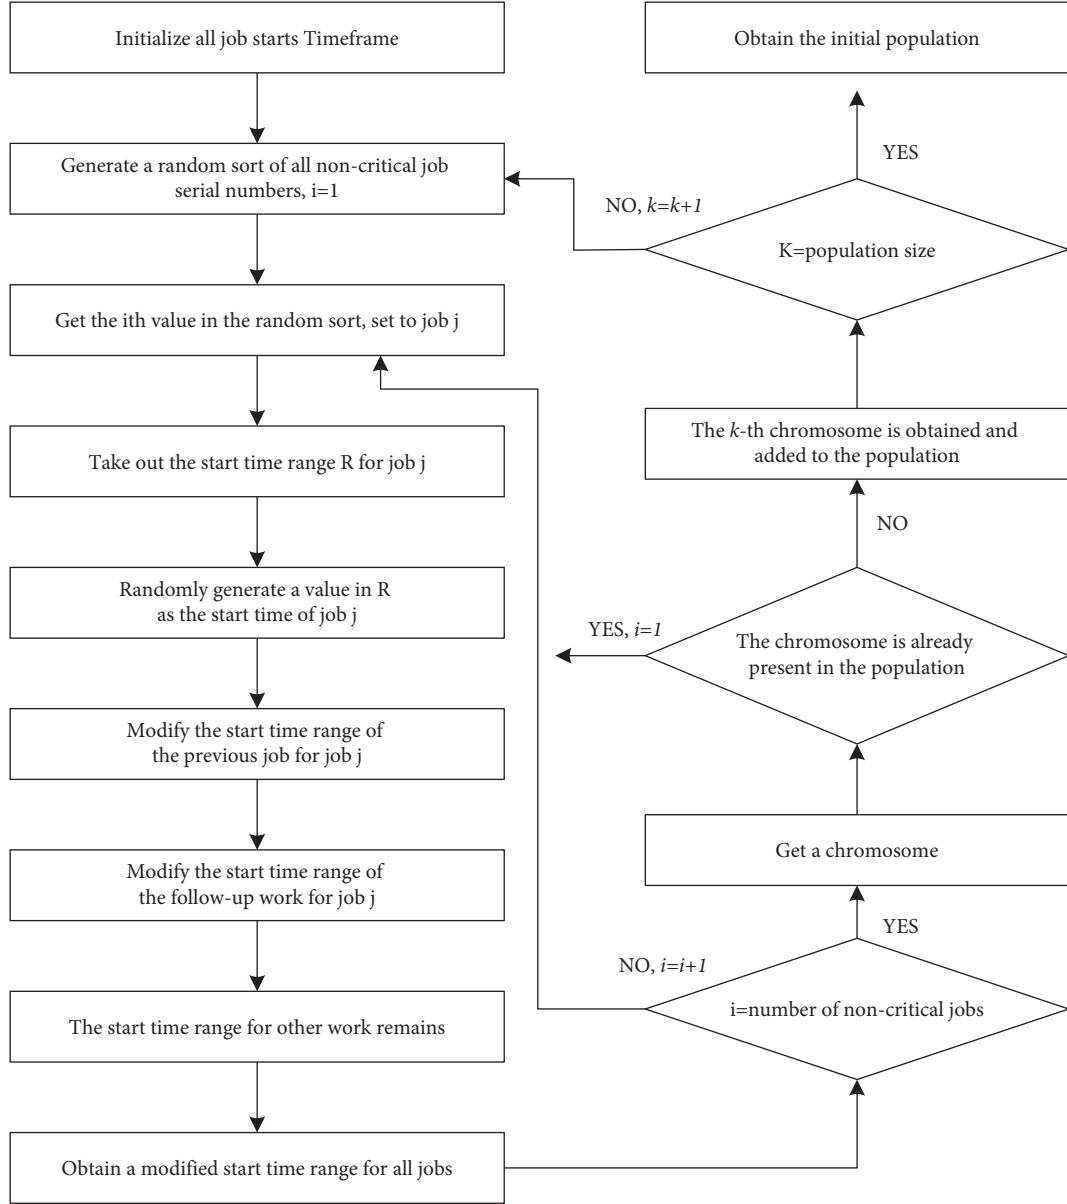 Initialize all job starts Timeframe
Generate a random sort of all non-critical job
serial numbers, i=1
Get the ith value in the random sort, set to job j
Take out the start time range R for job j
Randomly generate a value in R
as the start time of job j
Modify the start time range of
the previous job for job j
Modify the start time range of
the follow-up work for job j
The start time range for other work remains
Obtain a modified start time range for all jobs
Obtain the initial population
YES
NO, k=k+1
K=population size
The k-th chromosome is obtained and
added to the population
NO
YES, i=1
The chromosome is already
present in the population
Get a chromosome
YES
NO, i=i+1
i=number of non-critical jobs